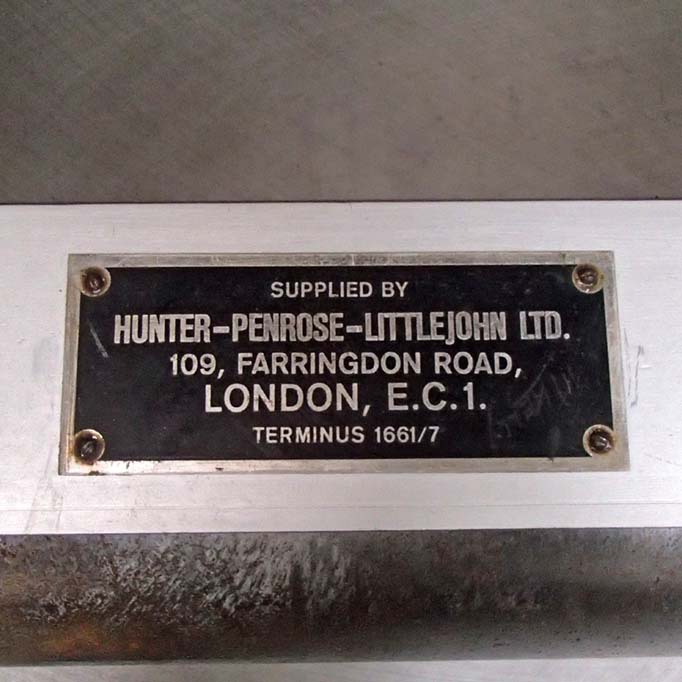 SUPPLIED BY
HUNTER-PENROSE-LITTLEJOHN LTD.
109, FARRINGDON ROAD,
LONDON, E.C.1.
TERMINUS 1661/7